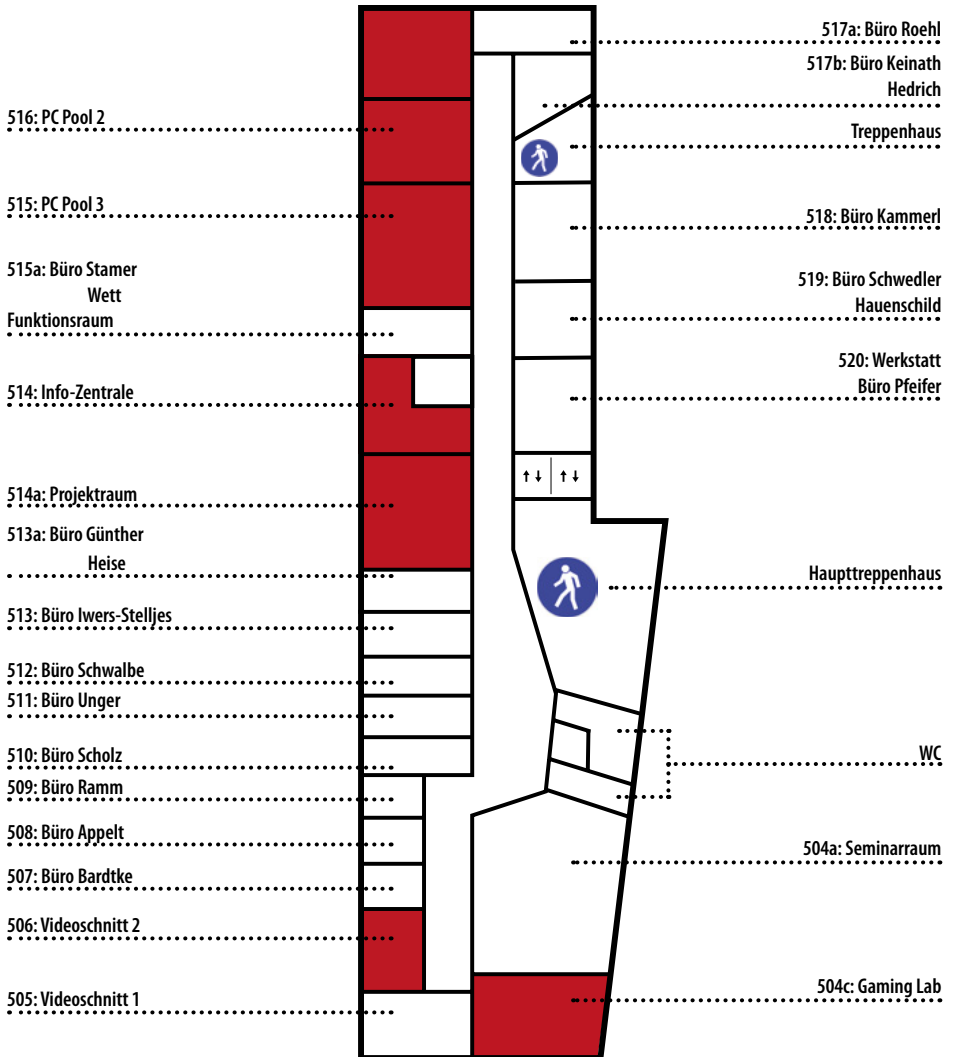 516: PC Pool 2
515: PC Pool 3
515a: Büro Stamer
Wett
Funktionsraum
514: Info-Zentrale
514a: Projektraum
513a: Büro Günther
Heise
513: Büro Iwers-Stelljes
512: Büro Schwalbe
511: Büro Unger
510: Büro Scholz
509: Büro Ramm
508: Büro Appelt
507: Büro Bardtke
506: Videoschnitt 2
505: Videoschnitt 1
517a: Büro Roehl
517b: Büro Keinath
Hedrich
Treppenhaus
518: Büro Kammerl
519: Büro Schwedler
Hauenschild
520: Werkstatt
Büro Pfeifer
Haupttreppenhaus
WC
504a: Seminarraum
504c: Gaming Lab